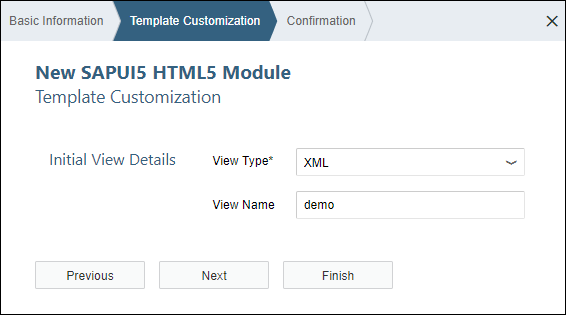 Basic Information Template Customization Confirmation
New SAPUI5 HTML5 Module
Template Customization
Initial View Details View Type* XML
View Name demo
Previous Next Finish